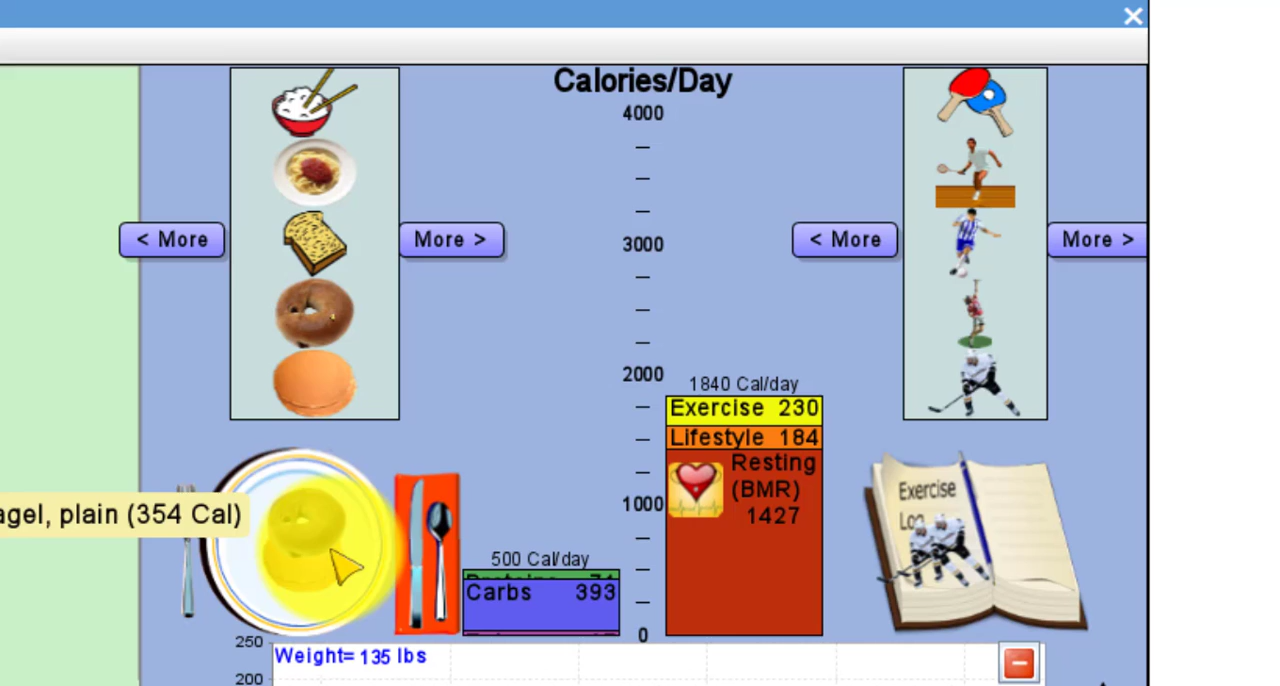 Calories/Day
4000
< More
More >
3000
< More
More >
2000
1840 Cal/day
Exercise 230
Lifestyle 184
Resting
(BMR)
1427
1000
Exercise
Log
agel, plain (354 Cal)
500 Cal/day
Carbs 393
0
250
Weight= 135 lbs
200